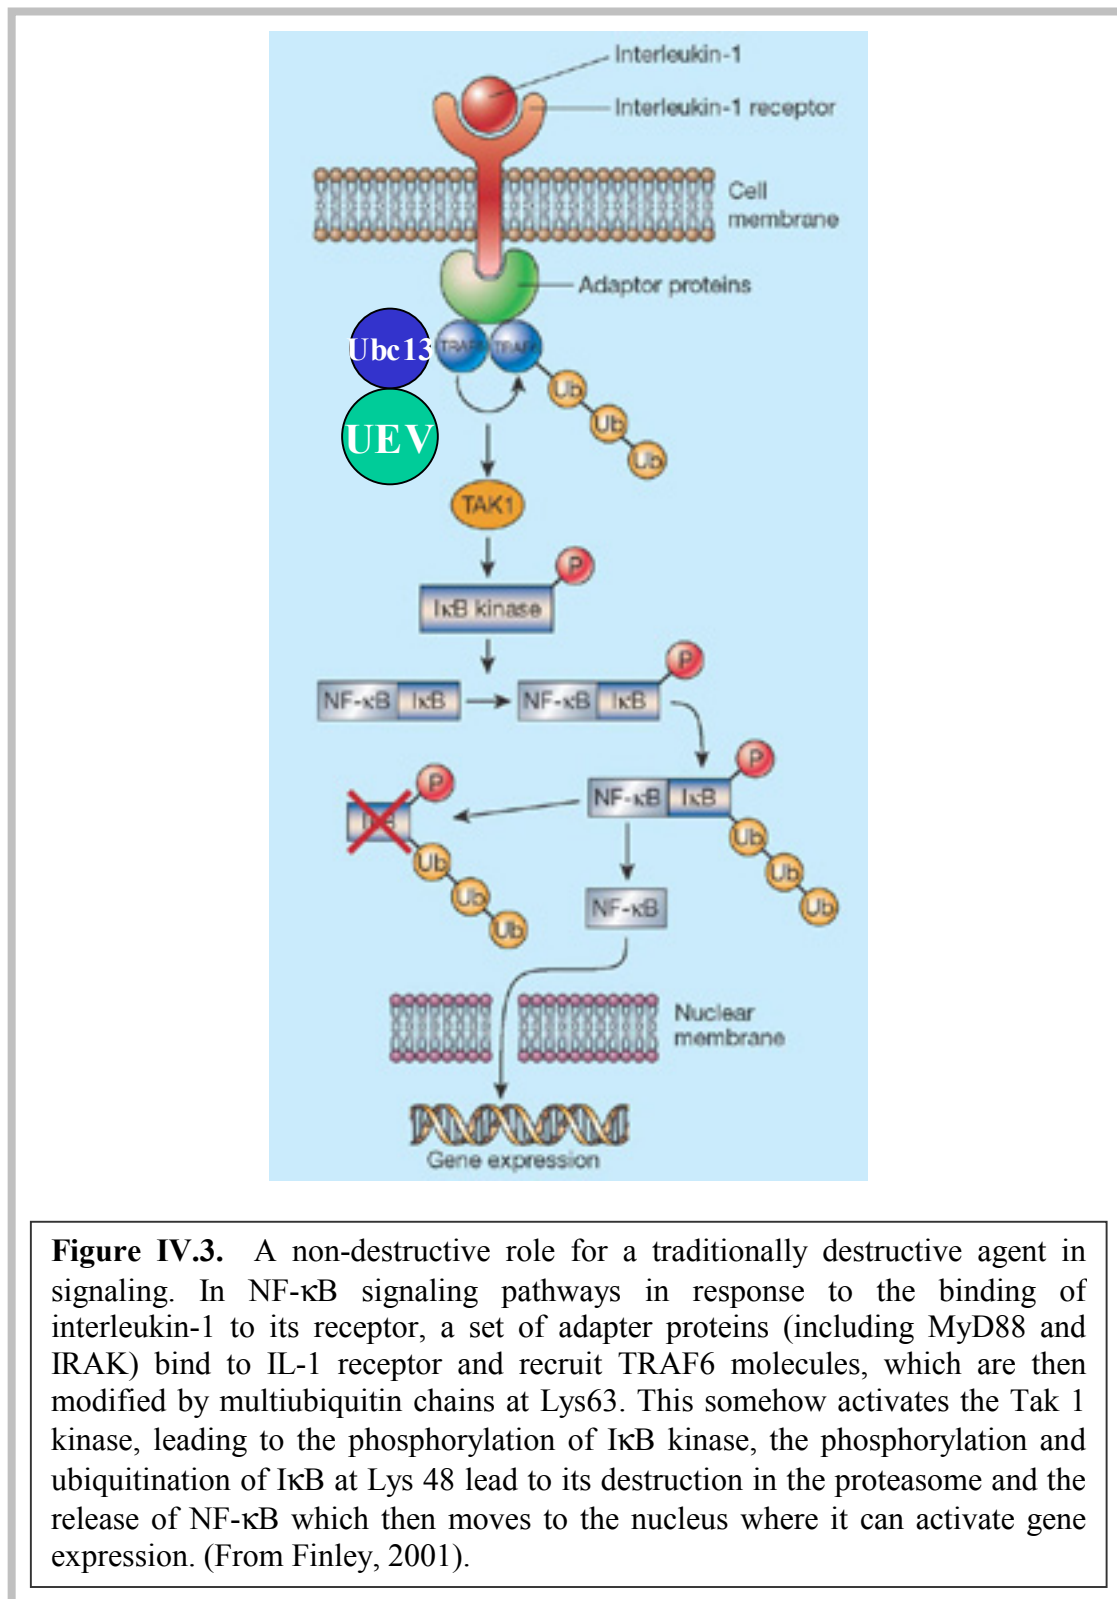 Interleukin-1
Interleukin-1 receptor
Cell
membrane
Adaptor proteins
Ubc13
TRAF6 TRAF6
UEV
Ub
Ub
Ub
TAK1
P
IκB kinase
P
NF-κB IκB
NF-κB IκB
P
NF-κB IκB
P
IκB
Ub
Ub
Ub
Ub
Ub
Ub
NF-κB
Nuclear
membrane
Gene expression
Figure IV.3. A non-destructive role for a traditionally destructive agent in
signaling. In NF-κB signaling pathways in response to the binding of
interleukin-1 to its receptor, a set of adapter proteins (including MyD88 and
IRAK) bind to IL-1 receptor and recruit TRAF6 molecules, which are then
modified by multiubiquitin chains at Lys63. This somehow activates the Tak 1
kinase, leading to the phosphorylation of IκB kinase, the phosphorylation and
ubiquitination of IκB at Lys 48 lead to its destruction in the proteasome and the
release of NF-κB which then moves to the nucleus where it can activate gene
expression. (From Finley, 2001).